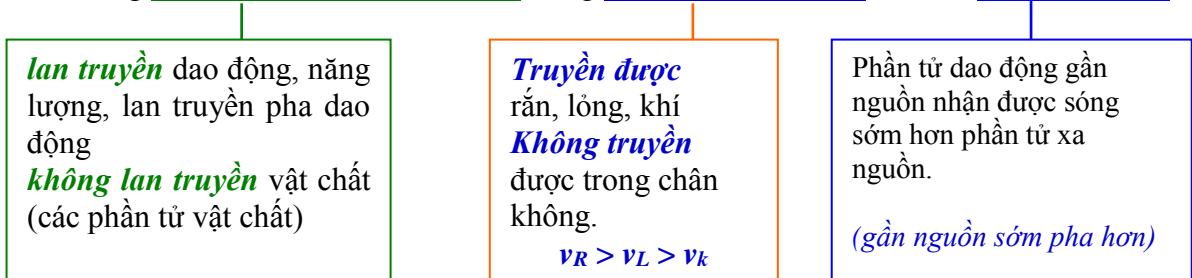 lan truyền dao động, năng
lượng, lan truyền pha dao
động
không lan truyền vật chất
(các phần tử vật chất)
Truyền được
rắn, lỏng, khí
Không truyền
được trong chân
không.
vR > vL > vk
Phần tử dao động gần
nguồn nhận được sóng
sớm hơn phần tử xa
nguồn.
(gần nguồn sớm pha hơn)